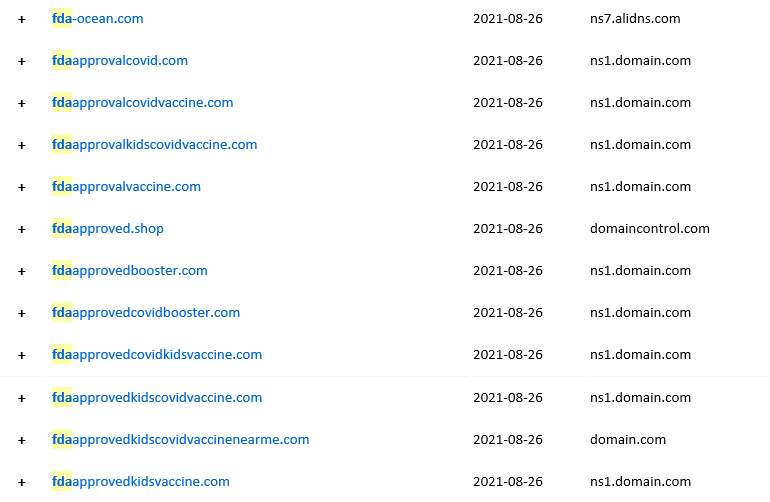 + fda-ocean.com 2021-08-26 ns7.alidns.com
+ fdaapprovalcovid.com 2021-08-26 ns1.domain.com
+ fdaapprovalcovidvaccine.com 2021-08-26 ns1.domain.com
+ fdaapprovalkidscovidvaccine.com 2021-08-26 ns1.domain.com
+ fdaapprovalvaccine.com 2021-08-26 ns1.domain.com
+ fdaapproved.shop 2021-08-26 domaincontrol.com
+ fdaapprovedbooster.com 2021-08-26 ns1.domain.com
+ fdaapprovedcovidbooster.com 2021-08-26 ns1.domain.com
+ fdaapprovedcovidkidsvaccine.com 2021-08-26 ns1.domain.com
+ fdaapprovedkidscovidvaccine.com 2021-08-26 ns1.domain.com
+ fdaapprovedkidscovidvaccinenearme.com 2021-08-26 domain.com
+ fdaapprovedkidsvaccine.com 2021-08-26 ns1.domain.com